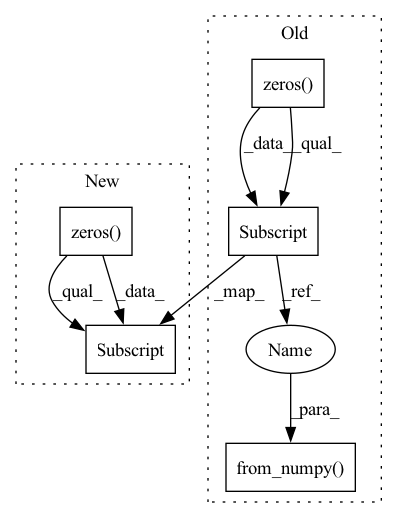 Old
zeros()
_data_
_qual_
New
zeros()
Subscript
_qual_
_data_
_map_
_ref_
Subscript
Name
_para_
from_numpy()